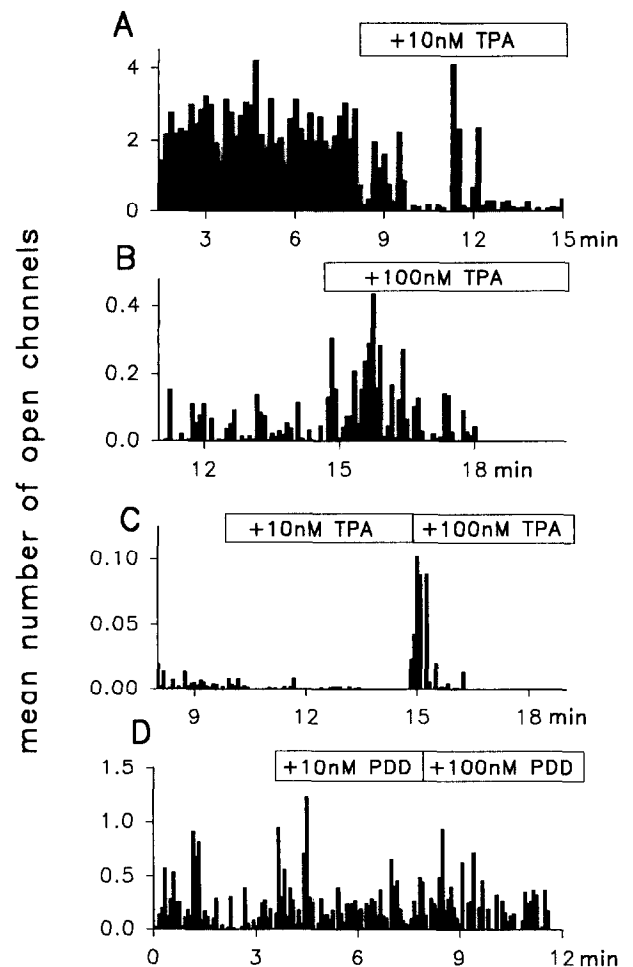 A
+10nM TPA
4
2
0
3 6 9 12 15 min
B
+100nM TPA
0.4
0.2
0.0
12 15 18 min
mean number of open channels
C
+10nM TPA +100nM TPA
0.10
0.05
0.00
9 12 15 18 min
D
+10nM PDD +100nM PDD
1.5
1.0
0.5
0.0
0 3 6 9 12 min